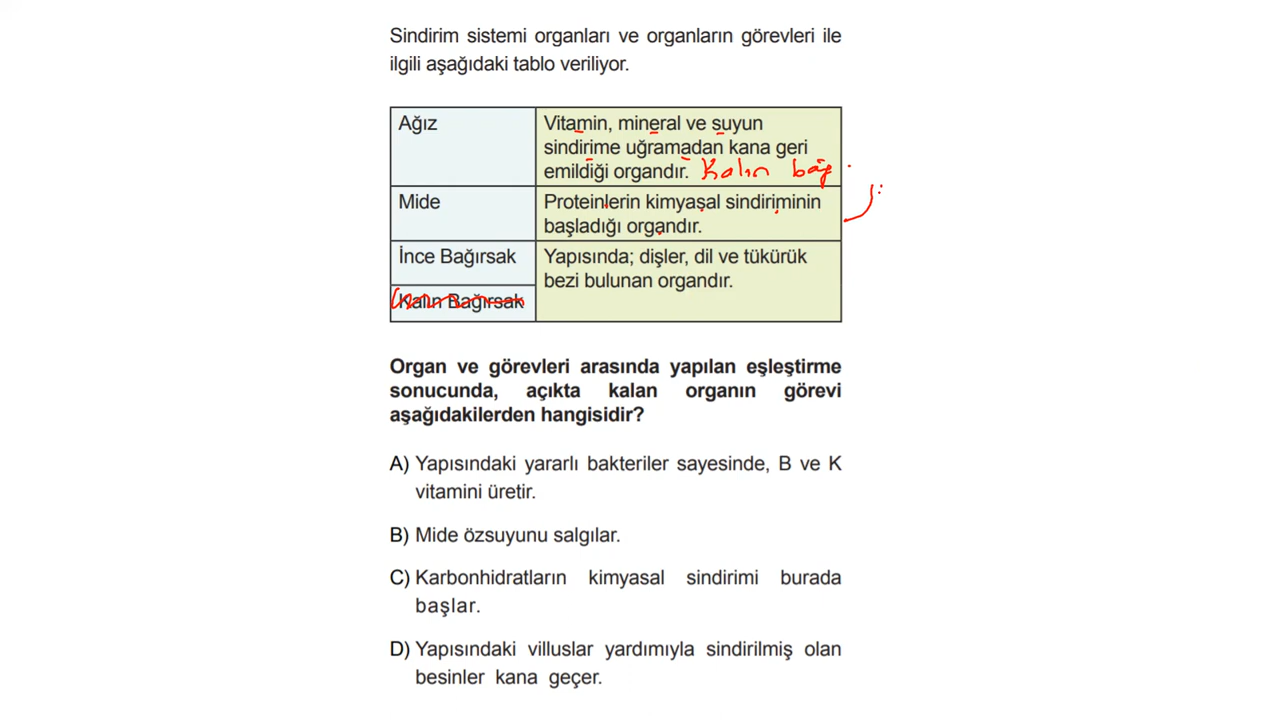 Sindirim sistemi organları ve organların görevleri ile
ilgili aşağıdaki tablo veriliyor.
Ağız
Vitamin, mineral ve suyun
sindirime uğramadan kana geri
emildiği organdır. Kalın bağ.
Mide
Proteinlerin kimyasal sindiriminin
başladığı organdır.
İnce Bağırsak
Yapısında; dişler, dil ve tükürük
bezi bulunan organdır.
Kalın Bağırsak
Organ ve görevleri arasında yapılan eşleştirme
sonucunda, açıkta kalan organın görevi
aşağıdakilerden hangisidir?
A) Yapısındaki yararlı bakteriler sayesinde, B ve K
vitamini üretir.
B) Mide özsuyunu salgılar.
C) Karbonhidratların kimyasal sindirimi burada
başlar.
D) Yapısındaki villuslar yardımıyla sindirilmiş olan
besinler kana geçer.